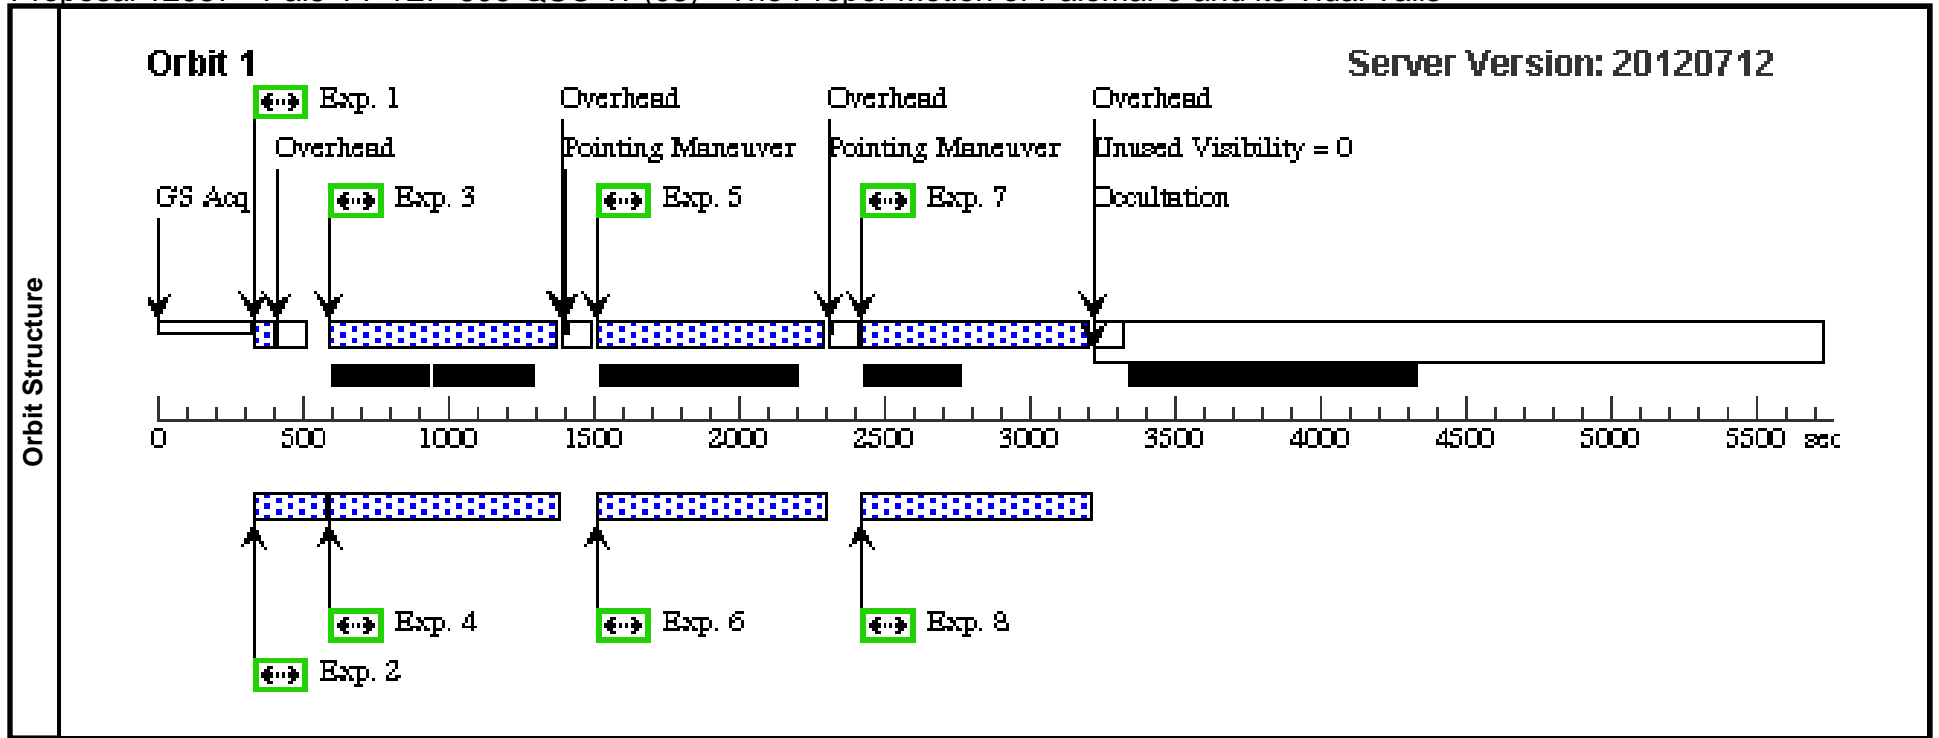 Orbit 1
Server Version: 20120712
Exp. 1
Overhead
Overhead
Overhead
Overhead
Pointing Maneuver
Pointing Maneuver
Unused Visibility = 0
GS Acq
Exp. 3
Exp. 5
Exp. 7
Occultation
Orbit Structure
0 500 1000 1500 2000 2500 3000 3500 4000 4500 5000 5500 sec
Exp. 4
Exp. 6
Exp. 8
Exp. 2